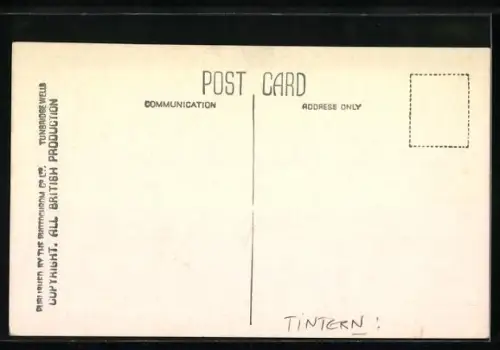 POST CARD
COMMUNICATION
ADDRESS ONLY
PUBLISHED BY THE PHOTOCHROM CO LTD. TUNBRIDGE WELLS
COPYRIGHT. ALL BRITISH PRODUCTION
TINTERN: